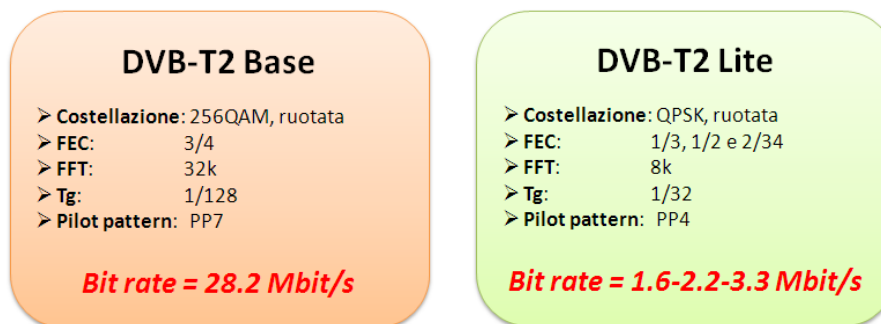 DVB-T2 Base
➤ Costellazione: 256QAM, ruotata
➤ FEC: 3/4
➤ FFT: 32k
➤ Tg: 1/128
➤ Pilot pattern: PP7
Bit rate = 28.2 Mbit/s
DVB-T2 Lite
➤ Costellazione: QPSK, ruotata
➤ FEC: 1/3, 1/2 e 2/34
➤ FFT: 8k
➤ Tg: 1/32
➤ Pilot pattern: PP4
Bit rate = 1.6-2.2-3.3 Mbit/s